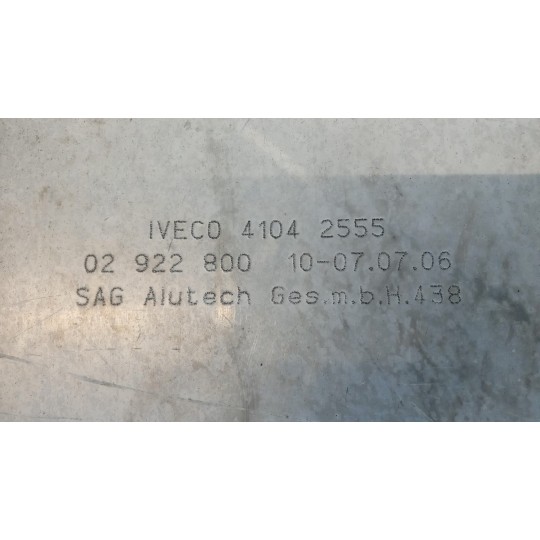 IVECO 4104 2555
02 922 800 10-07.07.06
SAG Alutech Ges.m.b.H.438